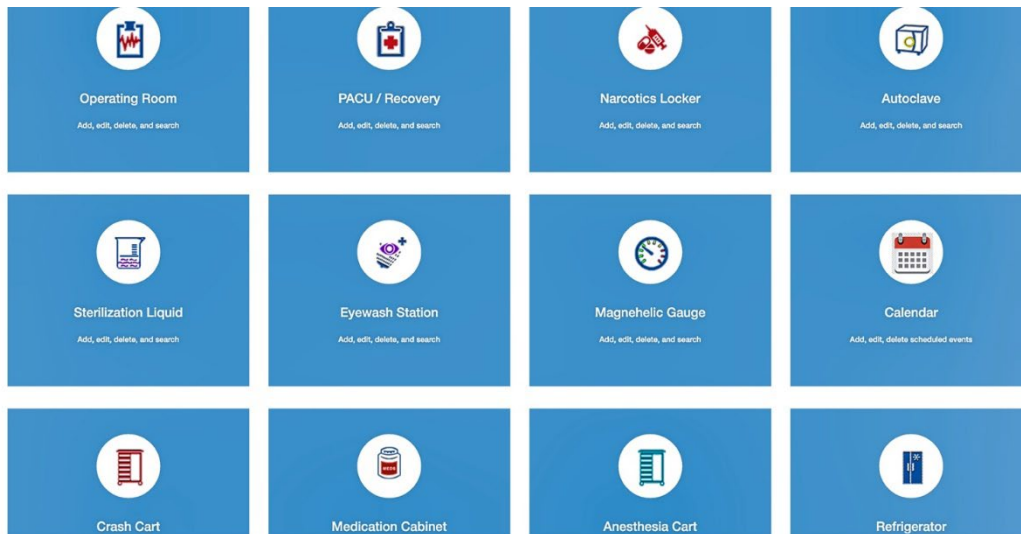 Operating Room
PACU / Recovery
Narcotics Locker
Autoclave
Add, edit, delete, and search
Add, edit, delete, and search
Add, edit, delete, and search
Add, edit, delete, and search
Sterilization Liquid
Eyewash Station
Magnehelic Gauge
Calendar
Add, edit, delete, and search
Add, edit, delete, and search
Add, edit, delete, and search
Add, edit, delete scheduled events
MEDS
Crash Cart
Medication Cabinet
Anesthesia Cart
Refrigerator